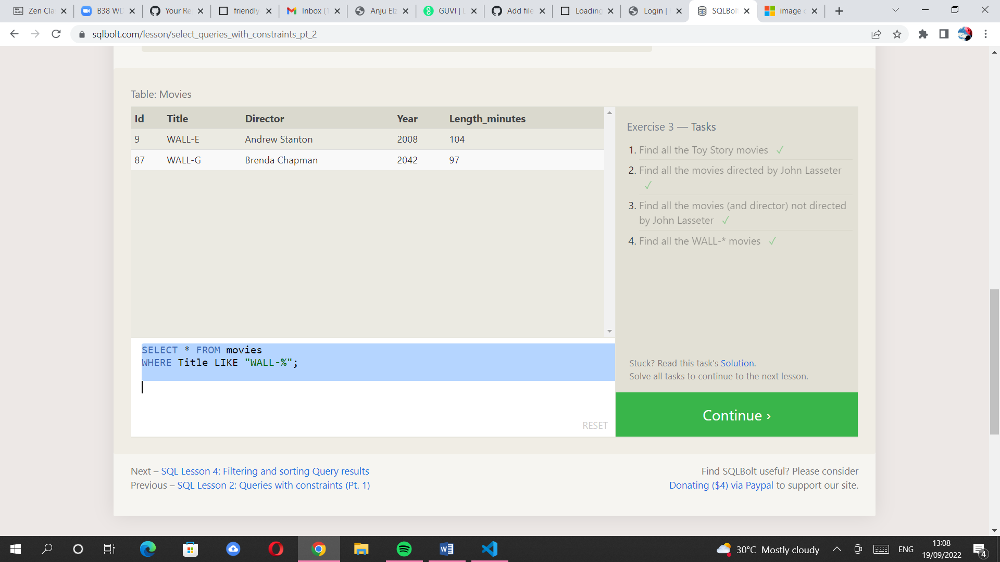 Zen Cla
B38 WD
Your Re
friendly
Inbox (1
Anju Elz
GUVI | L
Add file
Loading
Login |
SQLBol
image c
sqlbolt.com/lesson/select_queries_with_constraints_pt_2
Table: Movies
Id Title Director Year Length_minutes
9 WALL-E Andrew Stanton 2008 104
87 WALL-G Brenda Chapman 2042 97
Exercise 3 — Tasks
1. Find all the Toy Story movies ✓
2. Find all the movies directed by John Lasseter
✓
3. Find all the movies (and director) not directed
by John Lasseter ✓
4. Find all the WALL-* movies ✓
SELECT * FROM movies
WHERE Title LIKE "WALL-%";
RESET
Stuck? Read this task's Solution.
Solve all tasks to continue to the next lesson.
Continue ›
Next – SQL Lesson 4: Filtering and sorting Query results
Previous – SQL Lesson 2: Queries with constraints (Pt. 1)
Find SQLBolt useful? Please consider
Donating ($4) via Paypal to support our site.
30°C Mostly cloudy
ENG
13:08
19/09/2022
4